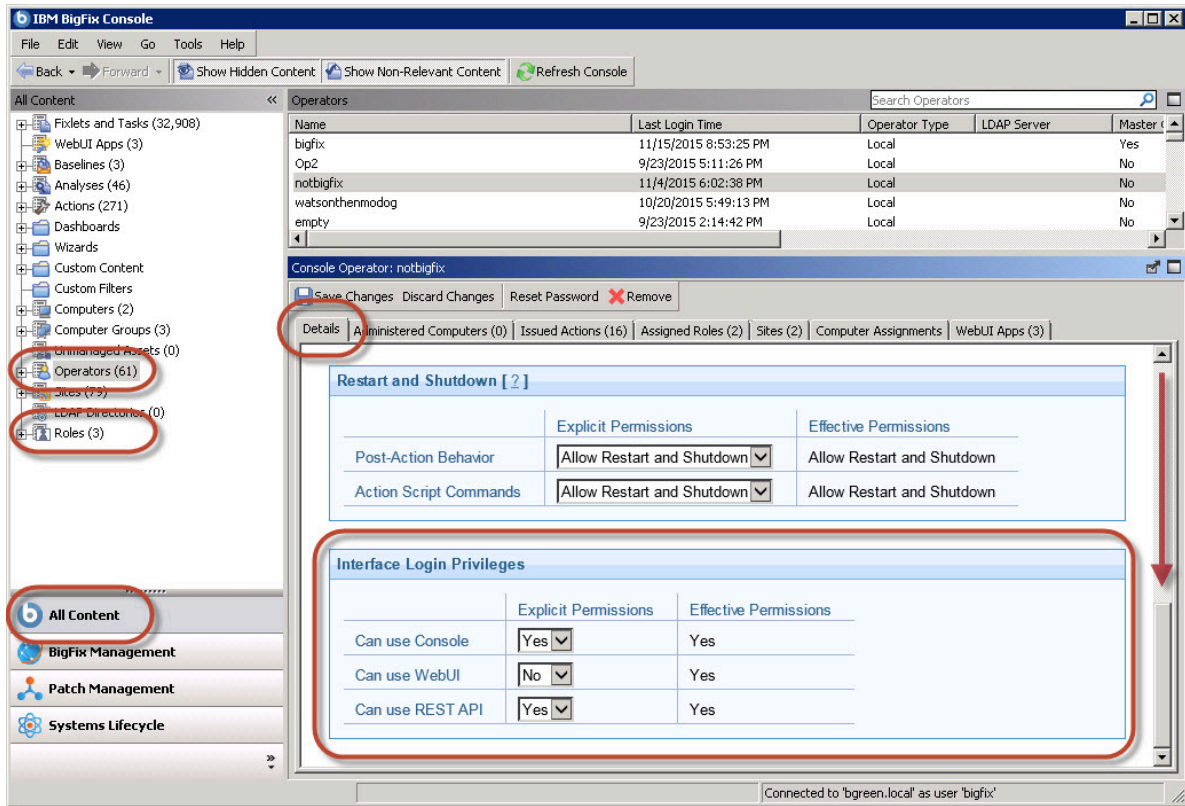 IBM BigFix Console
File Edit View Go Tools Help
Back Forward Show Hidden Content Show Non-Relevant Content Refresh Console
All Content «
Fixlets and Tasks (32,908)
WebUI Apps (3)
Baselines (3)
Analyses (46)
Actions (271)
Dashboards
Wizards
Custom Content
Custom Filters
Computers (2)
Computer Groups (3)
Unmanaged Assets (0)
Operators (61)
Sites (79)
LDAP Directories (0)
Roles (3)
All Content
BigFix Management
Patch Management
Systems Lifecycle
»
Operators Search Operators
Name Last Login Time Operator Type LDAP Server Master
bigfix 11/15/2015 8:53:25 PM Local Yes
Op2 9/23/2015 5:11:26 PM Local No
notbigfix 11/4/2015 6:02:38 PM Local No
watsonthenmodog 10/20/2015 5:49:13 PM Local No
empty 9/23/2015 2:14:42 PM Local No
Console Operator: notbigfix
Save Changes Discard Changes Reset Password Remove
Details Administered Computers (0) Issued Actions (16) Assigned Roles (2) Sites (2) Computer Assignments WebUI Apps (3)
Restart and Shutdown [ ? ]
Explicit Permissions Effective Permissions
Post-Action Behavior Allow Restart and Shutdown Allow Restart and Shutdown
Action Script Commands Allow Restart and Shutdown Allow Restart and Shutdown
Interface Login Privileges
Explicit Permissions Effective Permissions
Can use Console Yes Yes
Can use WebUI No Yes
Can use REST API Yes Yes
Connected to 'bgreen.local' as user 'bigfix'